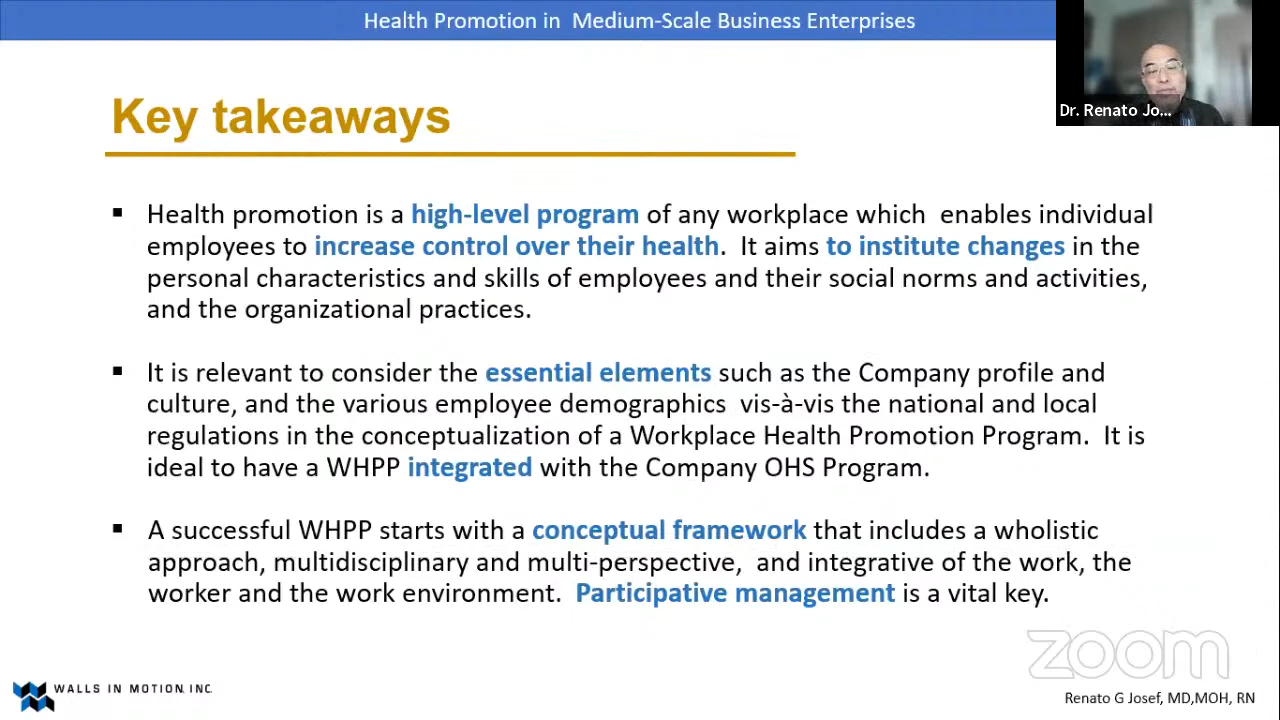 Health Promotion in Medium-Scale Business Enterprises
Dr. Renato Jo...
Key takeaways
▪ Health promotion is a high-level program of any workplace which enables individual
employees to increase control over their health. It aims to institute changes in the
personal characteristics and skills of employees and their social norms and activities,
and the organizational practices.
▪ It is relevant to consider the essential elements such as the Company profile and
culture, and the various employee demographics vis-à-vis the national and local
regulations in the conceptualization of a Workplace Health Promotion Program. It is
ideal to have a WHPP integrated with the Company OHS Program.
▪ A successful WHPP starts with a conceptual framework that includes a wholistic
approach, multidisciplinary and multi-perspective, and integrative of the work, the
worker and the work environment. Participative management is a vital key.
zoom
WALLS IN MOTION, INC.
Renato G Josef, MD,MOH, RN